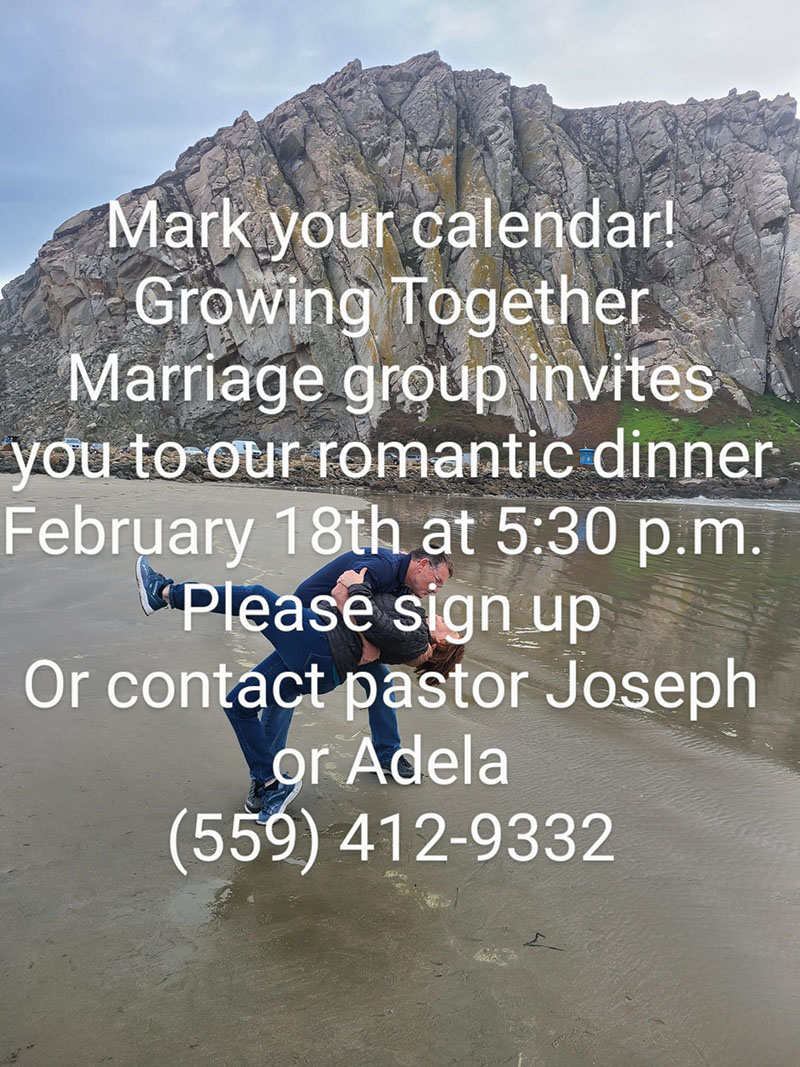 Mark your calendar!
Growing Together
Marriage group invites
you to our romantic dinner
February 18th at 5:30 p.m.
Please sign up
Or contact pastor Joseph
or Adela
(559) 412-9332